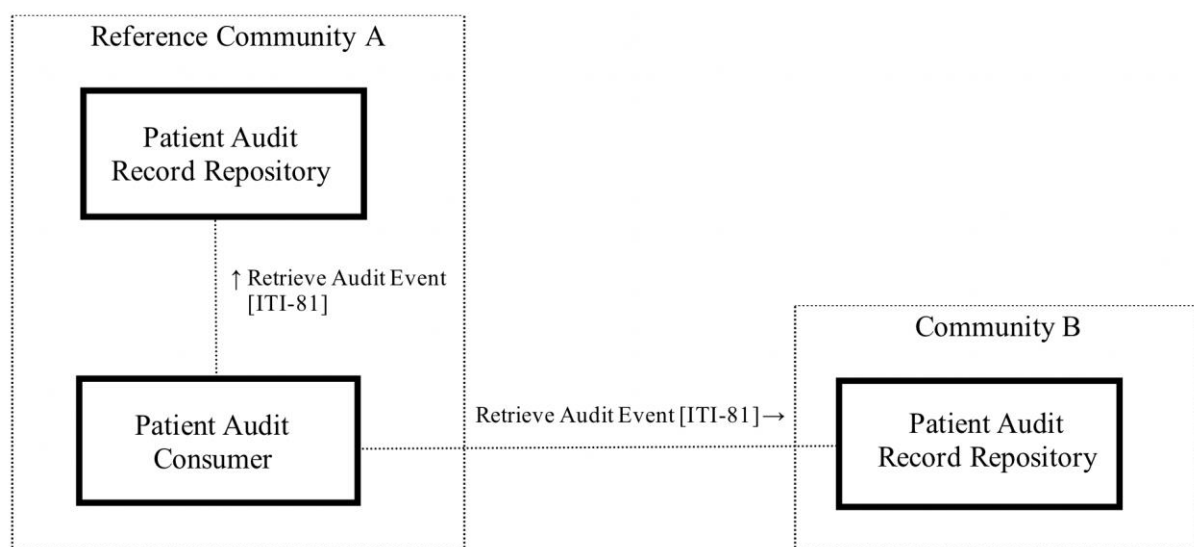 Reference Community A
Patient Audit
Record Repository
↑ Retrieve Audit Event
[ITI-81]
Patient Audit
Consumer
Retrieve Audit Event [ITI-81]→
Community B
Patient Audit
Record Repository